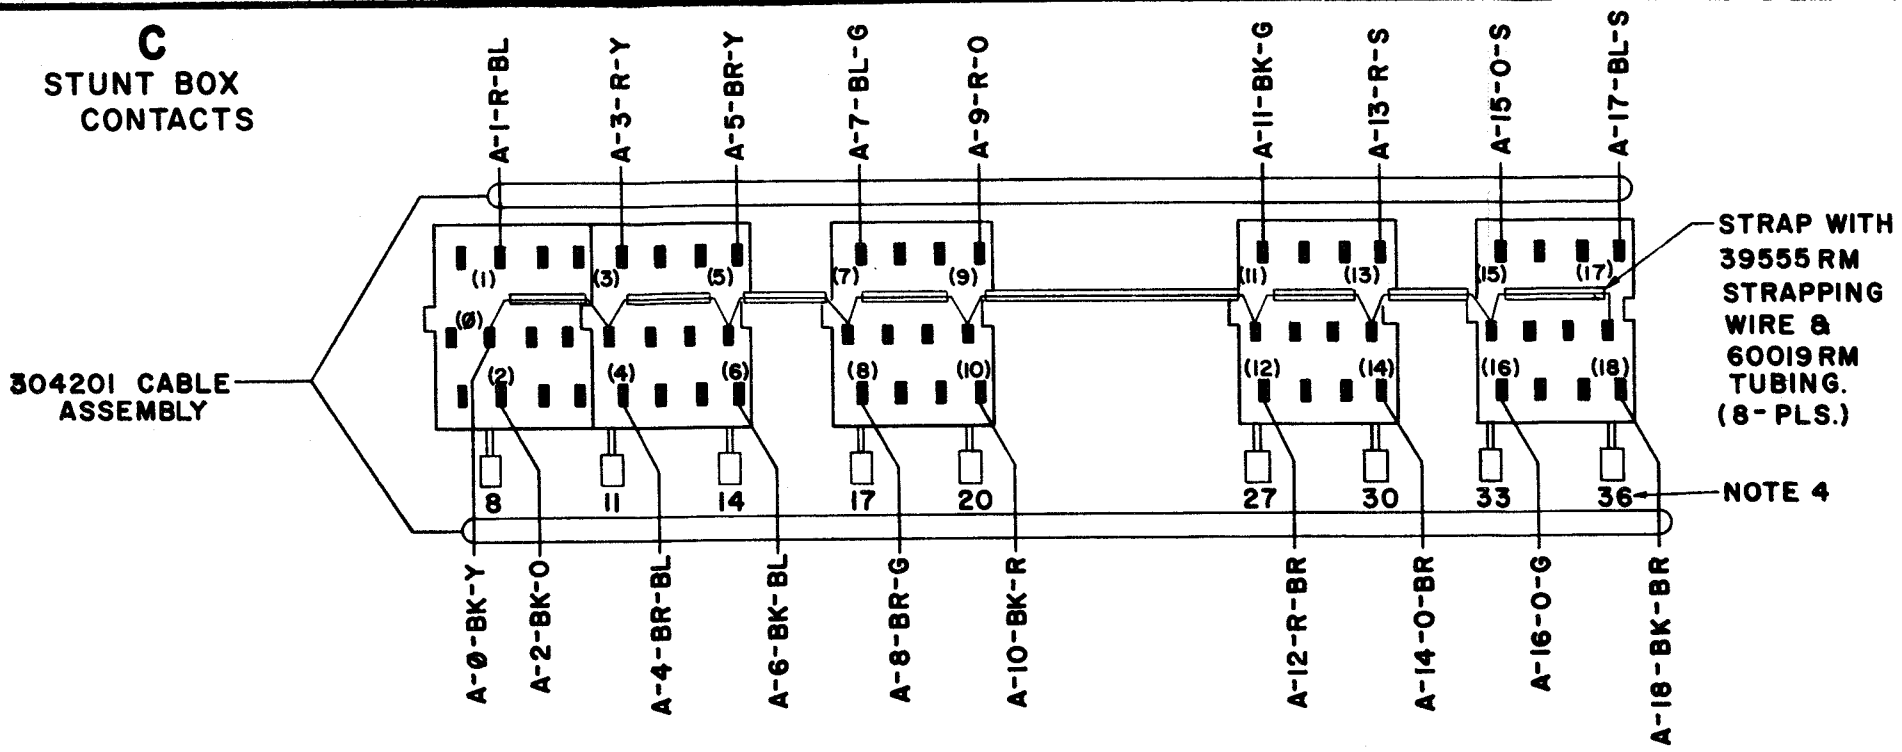 C
STUNT BOX
CONTACTS
A-1-R-BL
A-3-R-Y
A-5-BR-Y
A-7-BL-G
A-9-R-O
A-11-BK-G
A-13-R-S
A-15-O-S
A-17-BL-S
(1)
(3)
(5)
(7)
(9)
(11)
(13)
(15)
(17)
STRAP WITH
39555 RM
STRAPPING
WIRE &
60019 RM
TUBING.
(8-PLS.)
(Ø)
304201 CABLE
ASSEMBLY
(2)
(4)
(6)
(8)
(10)
(12)
(14)
(16)
(18)
8
11
14
17
20
27
30
33
36
NOTE 4
A-Ø-BK-Y
A-2-BK-O
A-4-BR-BL
A-6-BK-BL
A-8-BR-G
A-10-BK-R
A-12-R-BR
A-14-O-BR
A-16-O-G
A-18-BK-BR